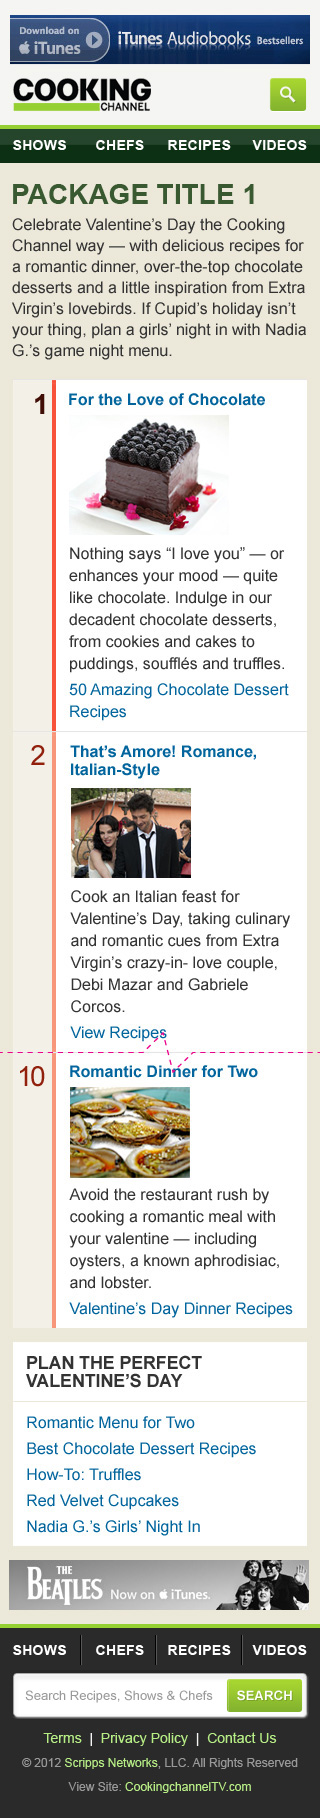 Download on
iTunes
iTunes Audiobooks Bestsellers
COOKING
CHANNEL
SHOWS CHEFS RECIPES VIDEOS
PACKAGE TITLE 1
Celebrate Valentine's Day the Cooking
Channel way — with delicious recipes for
a romantic dinner, over-the-top chocolate
desserts and a little inspiration from Extra
Virgin's lovebirds. If Cupid's holiday isn't
your thing, plan a girls' night in with Nadia
G.'s game night menu.
1
For the Love of Chocolate
Nothing says “I love you” — or
enhances your mood — quite
like chocolate. Indulge in our
decadent chocolate desserts,
from cookies and cakes to
puddings, soufflés and truffles.
50 Amazing Chocolate Dessert
Recipes
2
That's Amore! Romance,
Italian-Style
Cook an Italian feast for
Valentine's Day, taking culinary
and romantic cues from Extra
Virgin's crazy-in- love couple,
Debi Mazar and Gabriele
Corcos.
View Recipes
10
Romantic Dinner for Two
Avoid the restaurant rush by
cooking a romantic meal with
your valentine — including
oysters, a known aphrodisiac,
and lobster.
Valentine's Day Dinner Recipes
PLAN THE PERFECT
VALENTINE'S DAY
Romantic Menu for Two
Best Chocolate Dessert Recipes
How-To: Truffles
Red Velvet Cupcakes
Nadia G.'s Girls' Night In
THE
BEATLES Now on iTunes.
SHOWS CHEFS RECIPES VIDEOS
Search Recipes, Shows & Chefs SEARCH
Terms | Privacy Policy | Contact Us
© 2012 Scripps Networks, LLC. All Rights Reserved
View Site: CookingchannelTV.com